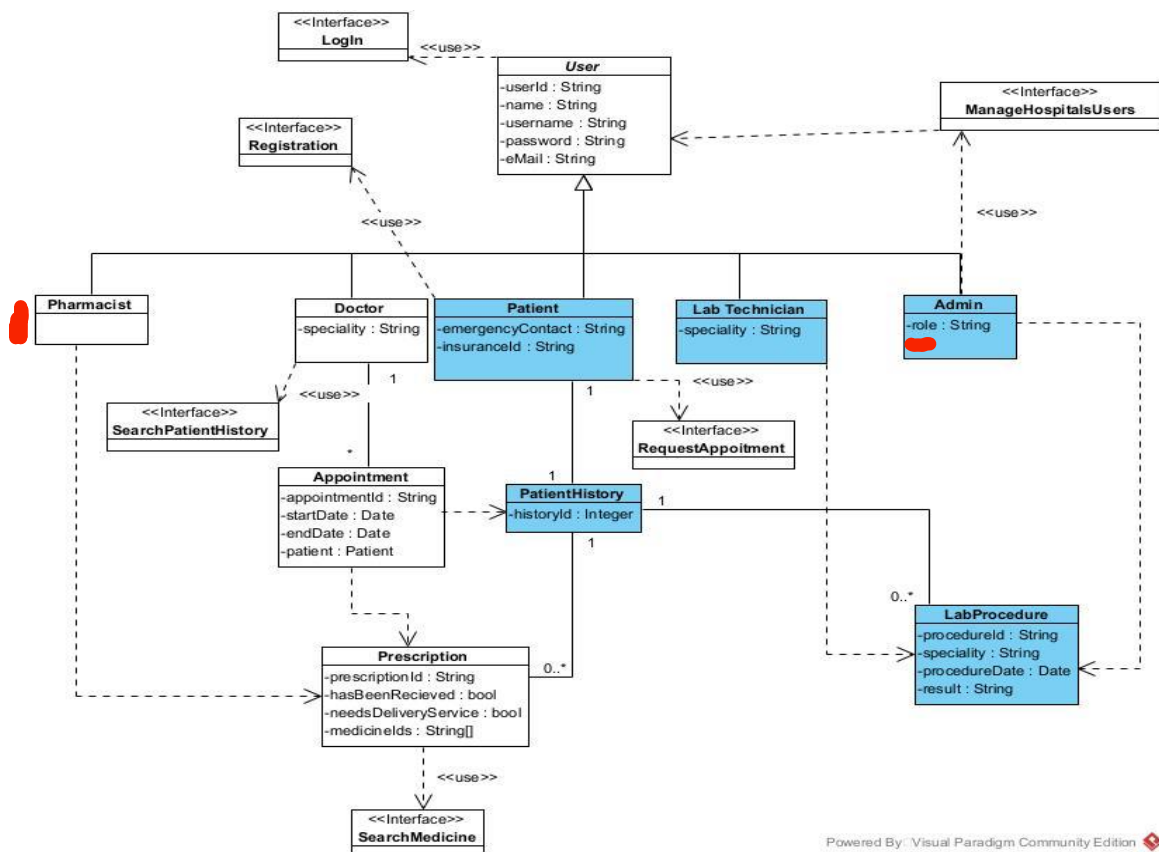 <<Interface>>
LogIn
<<use>>
User
-userId : String
-name : String
-username : String
-password : String
-eMail : String
<<Interface>>
ManageHospitalsUsers
<<Interface>>
Registration
<<use>>
<<use>>
Pharmacist
Doctor
-speciality : String
Patient
-emergencyContact : String
-insuranceId : String
Lab Technician
-speciality : String
Admin
-role : String
1
<<use>>
1
<<use>>
<<Interface>>
SearchPatientHistory
<<Interface>>
RequestAppoitment
*
1
Appointment
-appointmentId : String
-startDate : Date
-endDate : Date
-patient : Patient
PatientHistory
-historyId : Integer
1
1
0..*
LabProcedure
-procedureId : String
-speciality : String
-procedureDate : Date
-result : String
Prescription
-prescriptionId : String
-hasBeenRecieved : bool
-needsDeliveryService : bool
-medicineIds : String[]
0..*
<<use>>
<<Interface>>
SearchMedicine
Powered By: Visual Paradigm Community Edition